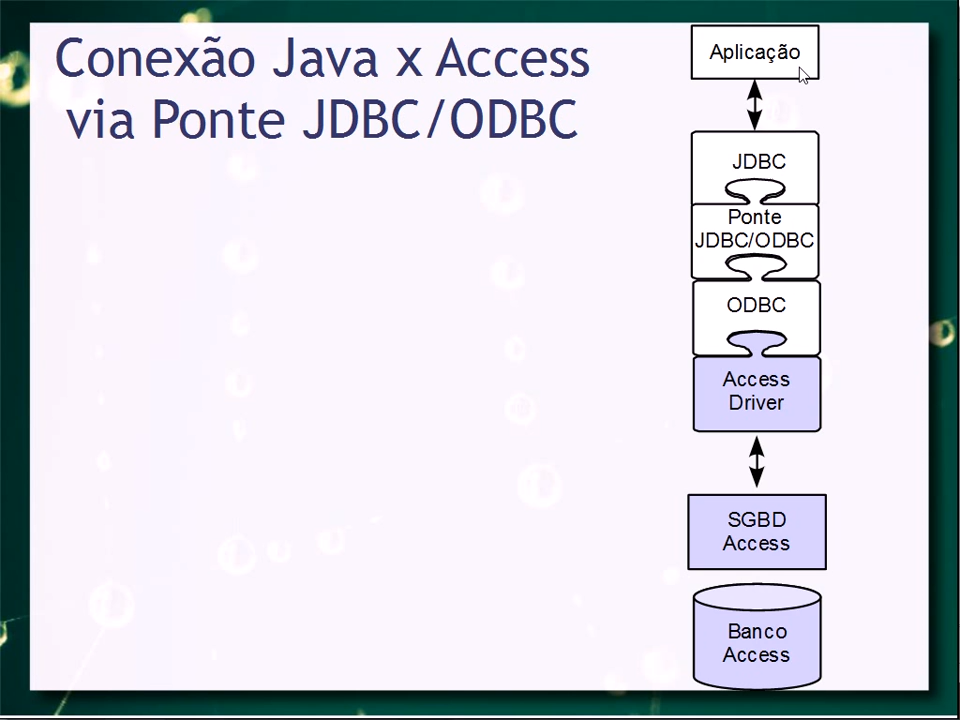 Conexão Java x Access
via Ponte JDBC/ODBC
Aplicação
JDBC
Ponte
JDBC/ODBC
ODBC
Access
Driver
SGBD
Access
Banco
Access